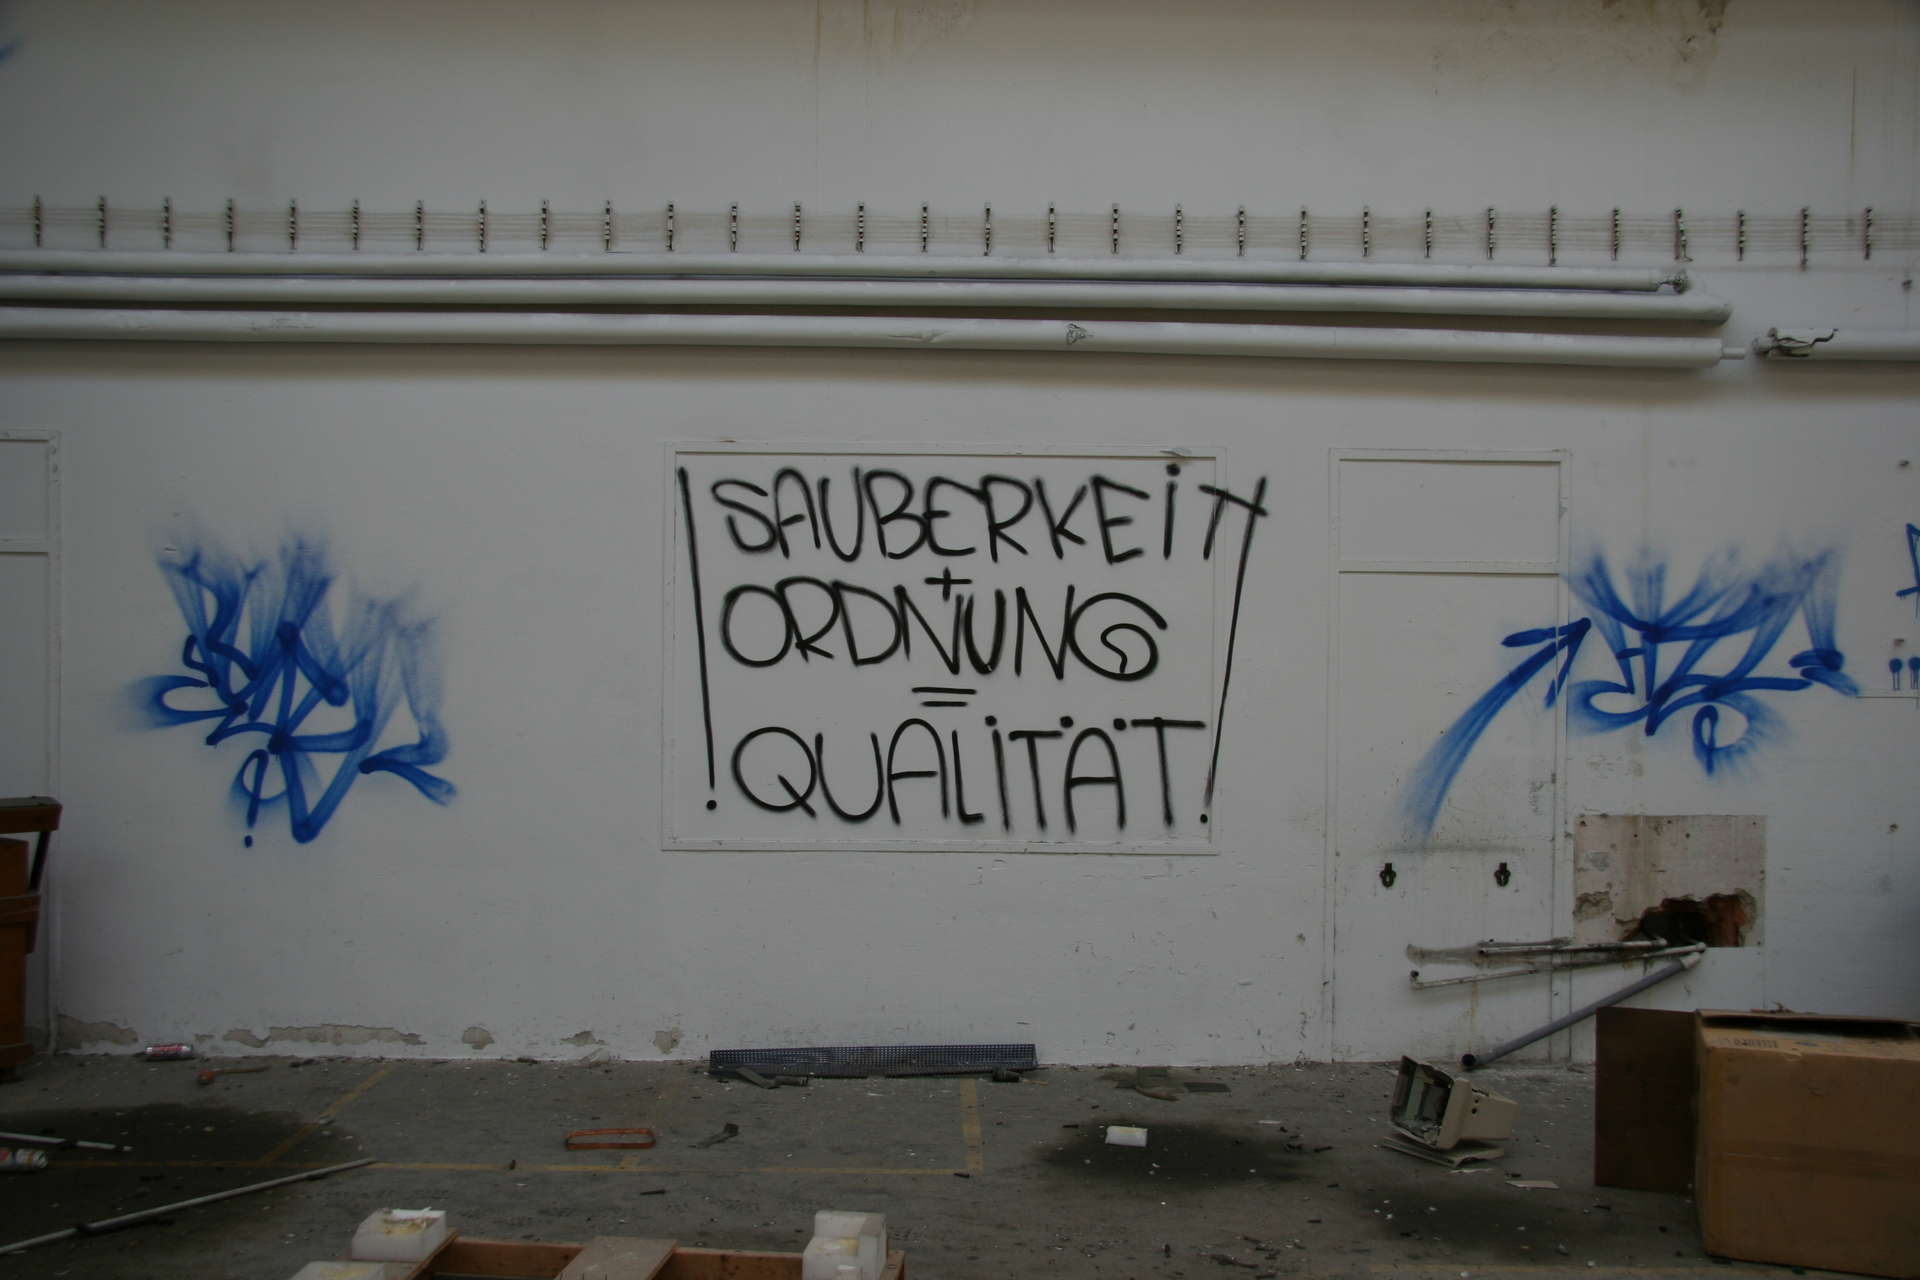 ! SAUBERKEIT !
+
ORDNUNG
=
QUALITÄT